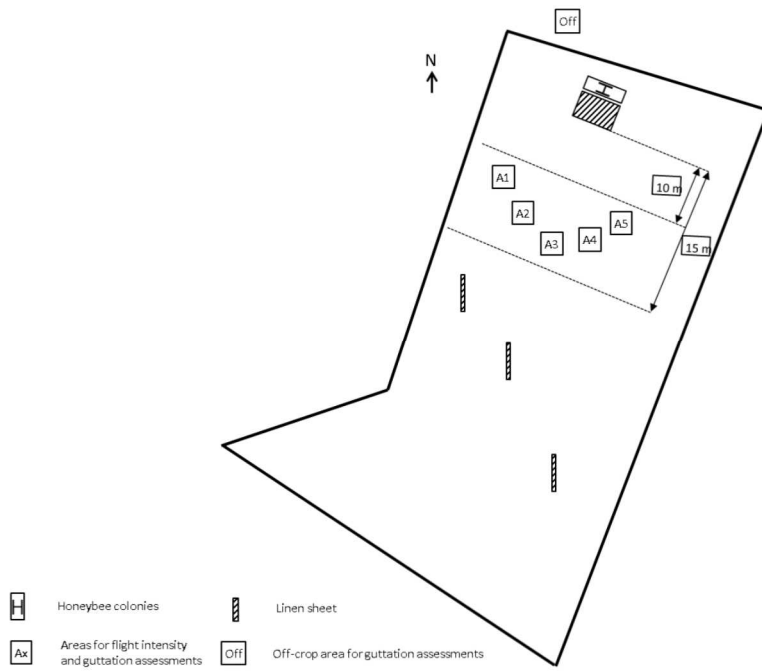 Off
N
H
A1
10 m
A2
A5
A3
A4
15 m
H
Honeybee colonies
Linen sheet
Ax
Areas for flight intensity
and guttation assessments
Off
Off-crop area for guttation assessments